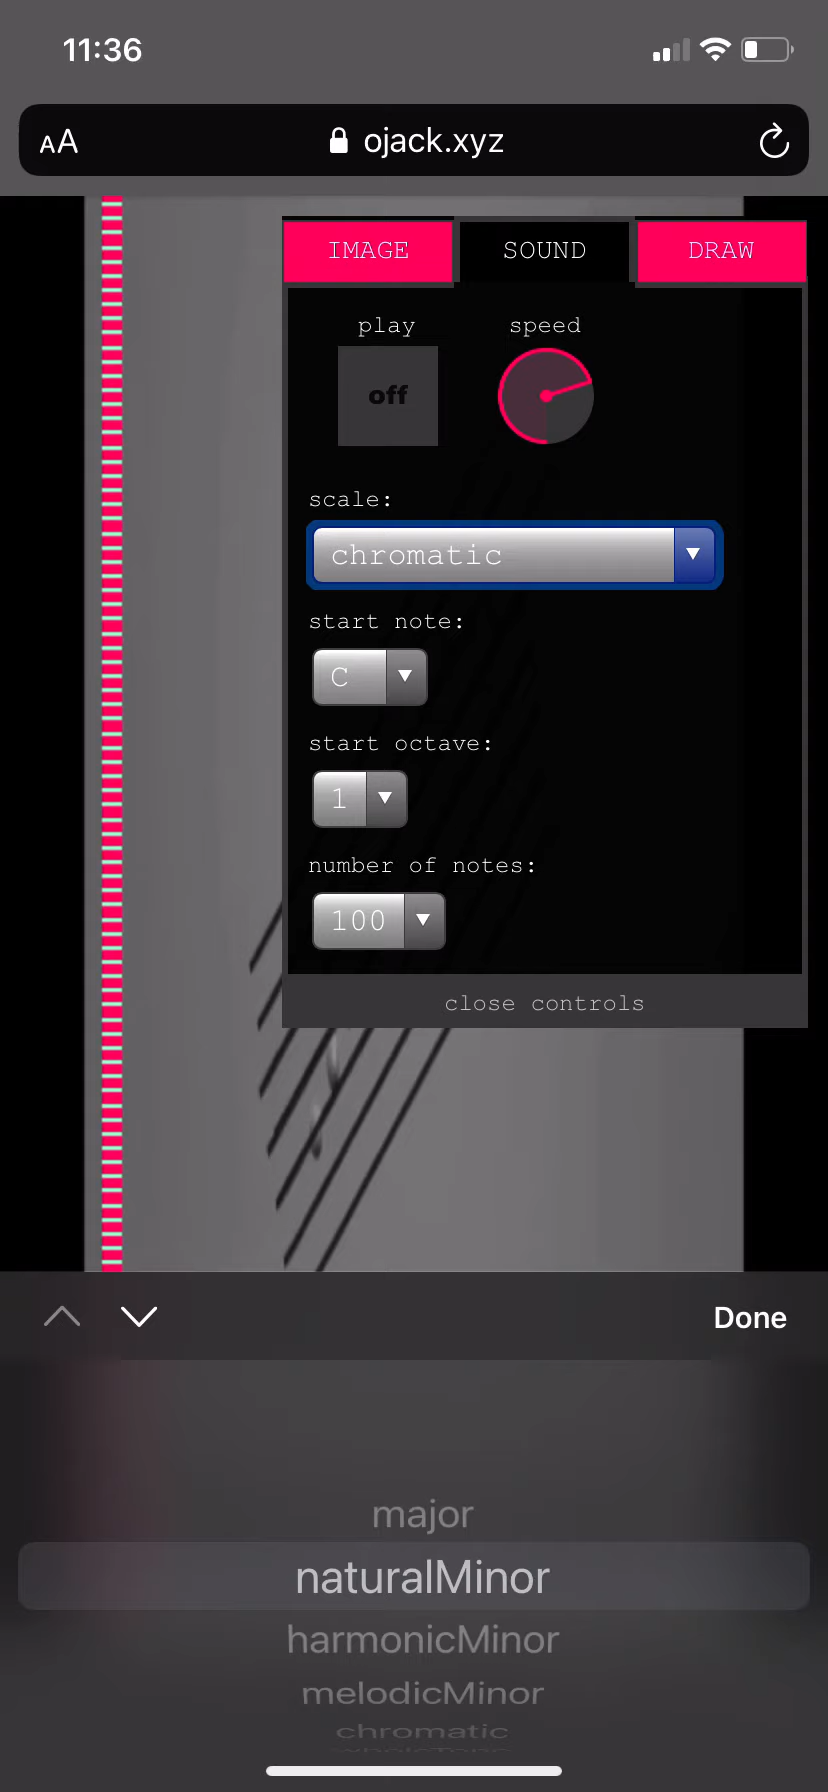 11:36
AA ojack.xyz
IMAGE SOUND DRAW
play speed
off
scale:
chromatic
start note:
C
start octave:
1
number of notes:
100
close controls
Done
major
naturalMinor
harmonicMinor
melodicMinor
chromatic